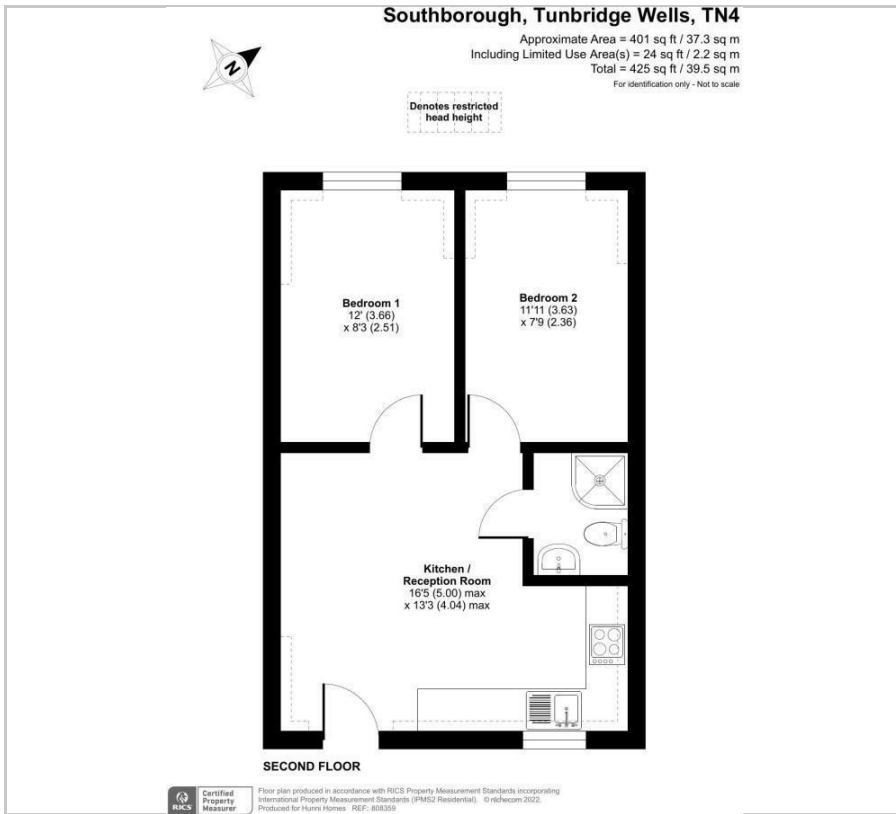 Southborough, Tunbridge Wells, TN4
Approximate Area = 401 sq ft / 37.3 sq m
Including Limited Use Area(s) = 24 sq ft / 2.2 sq m
Total = 425 sq ft / 39.5 sq m
For identification only - Not to scale
N
Denotes restricted
head height
Bedroom 1
12' (3.66)
x 8'3 (2.51)
Bedroom 2
11'11 (3.63)
x 7'9 (2.36)
Kitchen /
Reception Room
16'5 (5.00) max
x 13'3 (4.04) max
SECOND FLOOR
RICS
Certified
Property
Measurer
Floor plan produced in accordance with RICS Property Measurement Standards incorporating
International Property Measurement Standards (IPMS2 Residential). © nichecom 2022.
Produced for Hunni Homes REF: 808359